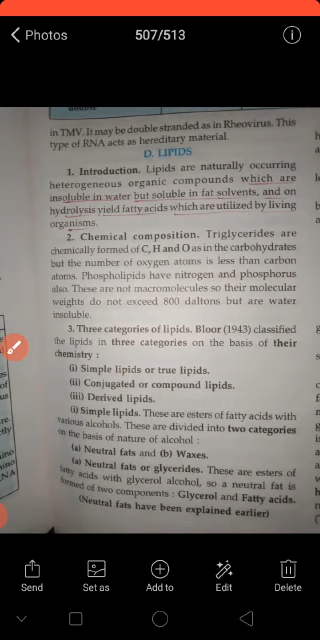 Photos
507/513
double
in TMV. It may be double stranded as in Rheovirus. This
type of RNA acts as hereditary material.
D. LIPIDS
1. Introduction. Lipids are naturally occurring
heterogeneous organic compounds which are
insoluble in water but soluble in fat solvents, and on
hydrolysis yield fatty acids which are utilized by living
organisms.
2. Chemical composition. Triglycerides are
chemically formed of C, H and O as in the carbohydrates
but the number of oxygen atoms is less than carbon
atoms. Phospholipids have nitrogen and phosphorus
also. These are not macromolecules so their molecular
weights do not exceed 800 daltons but are water
insoluble.
3. Three categories of lipids. Bloor (1943) classified
the lipids in three categories on the basis of their
chemistry :
(i) Simple lipids or true lipids.
(ii) Conjugated or compound lipids.
(iii) Derived lipids.
(i) Simple lipids. These are esters of fatty acids with
various alcohols. These are divided into two categories
on the basis of nature of alcohol :
(a) Neutral fats and (b) Waxes.
(a) Neutral fats or glycerides. These are esters of
fatty acids with glycerol alcohol, so a neutral fat is
formed of two components : Glycerol and Fatty acids.
(Neutral fats have been explained earlier)
Send
Set as
Add to
Edit
Delete